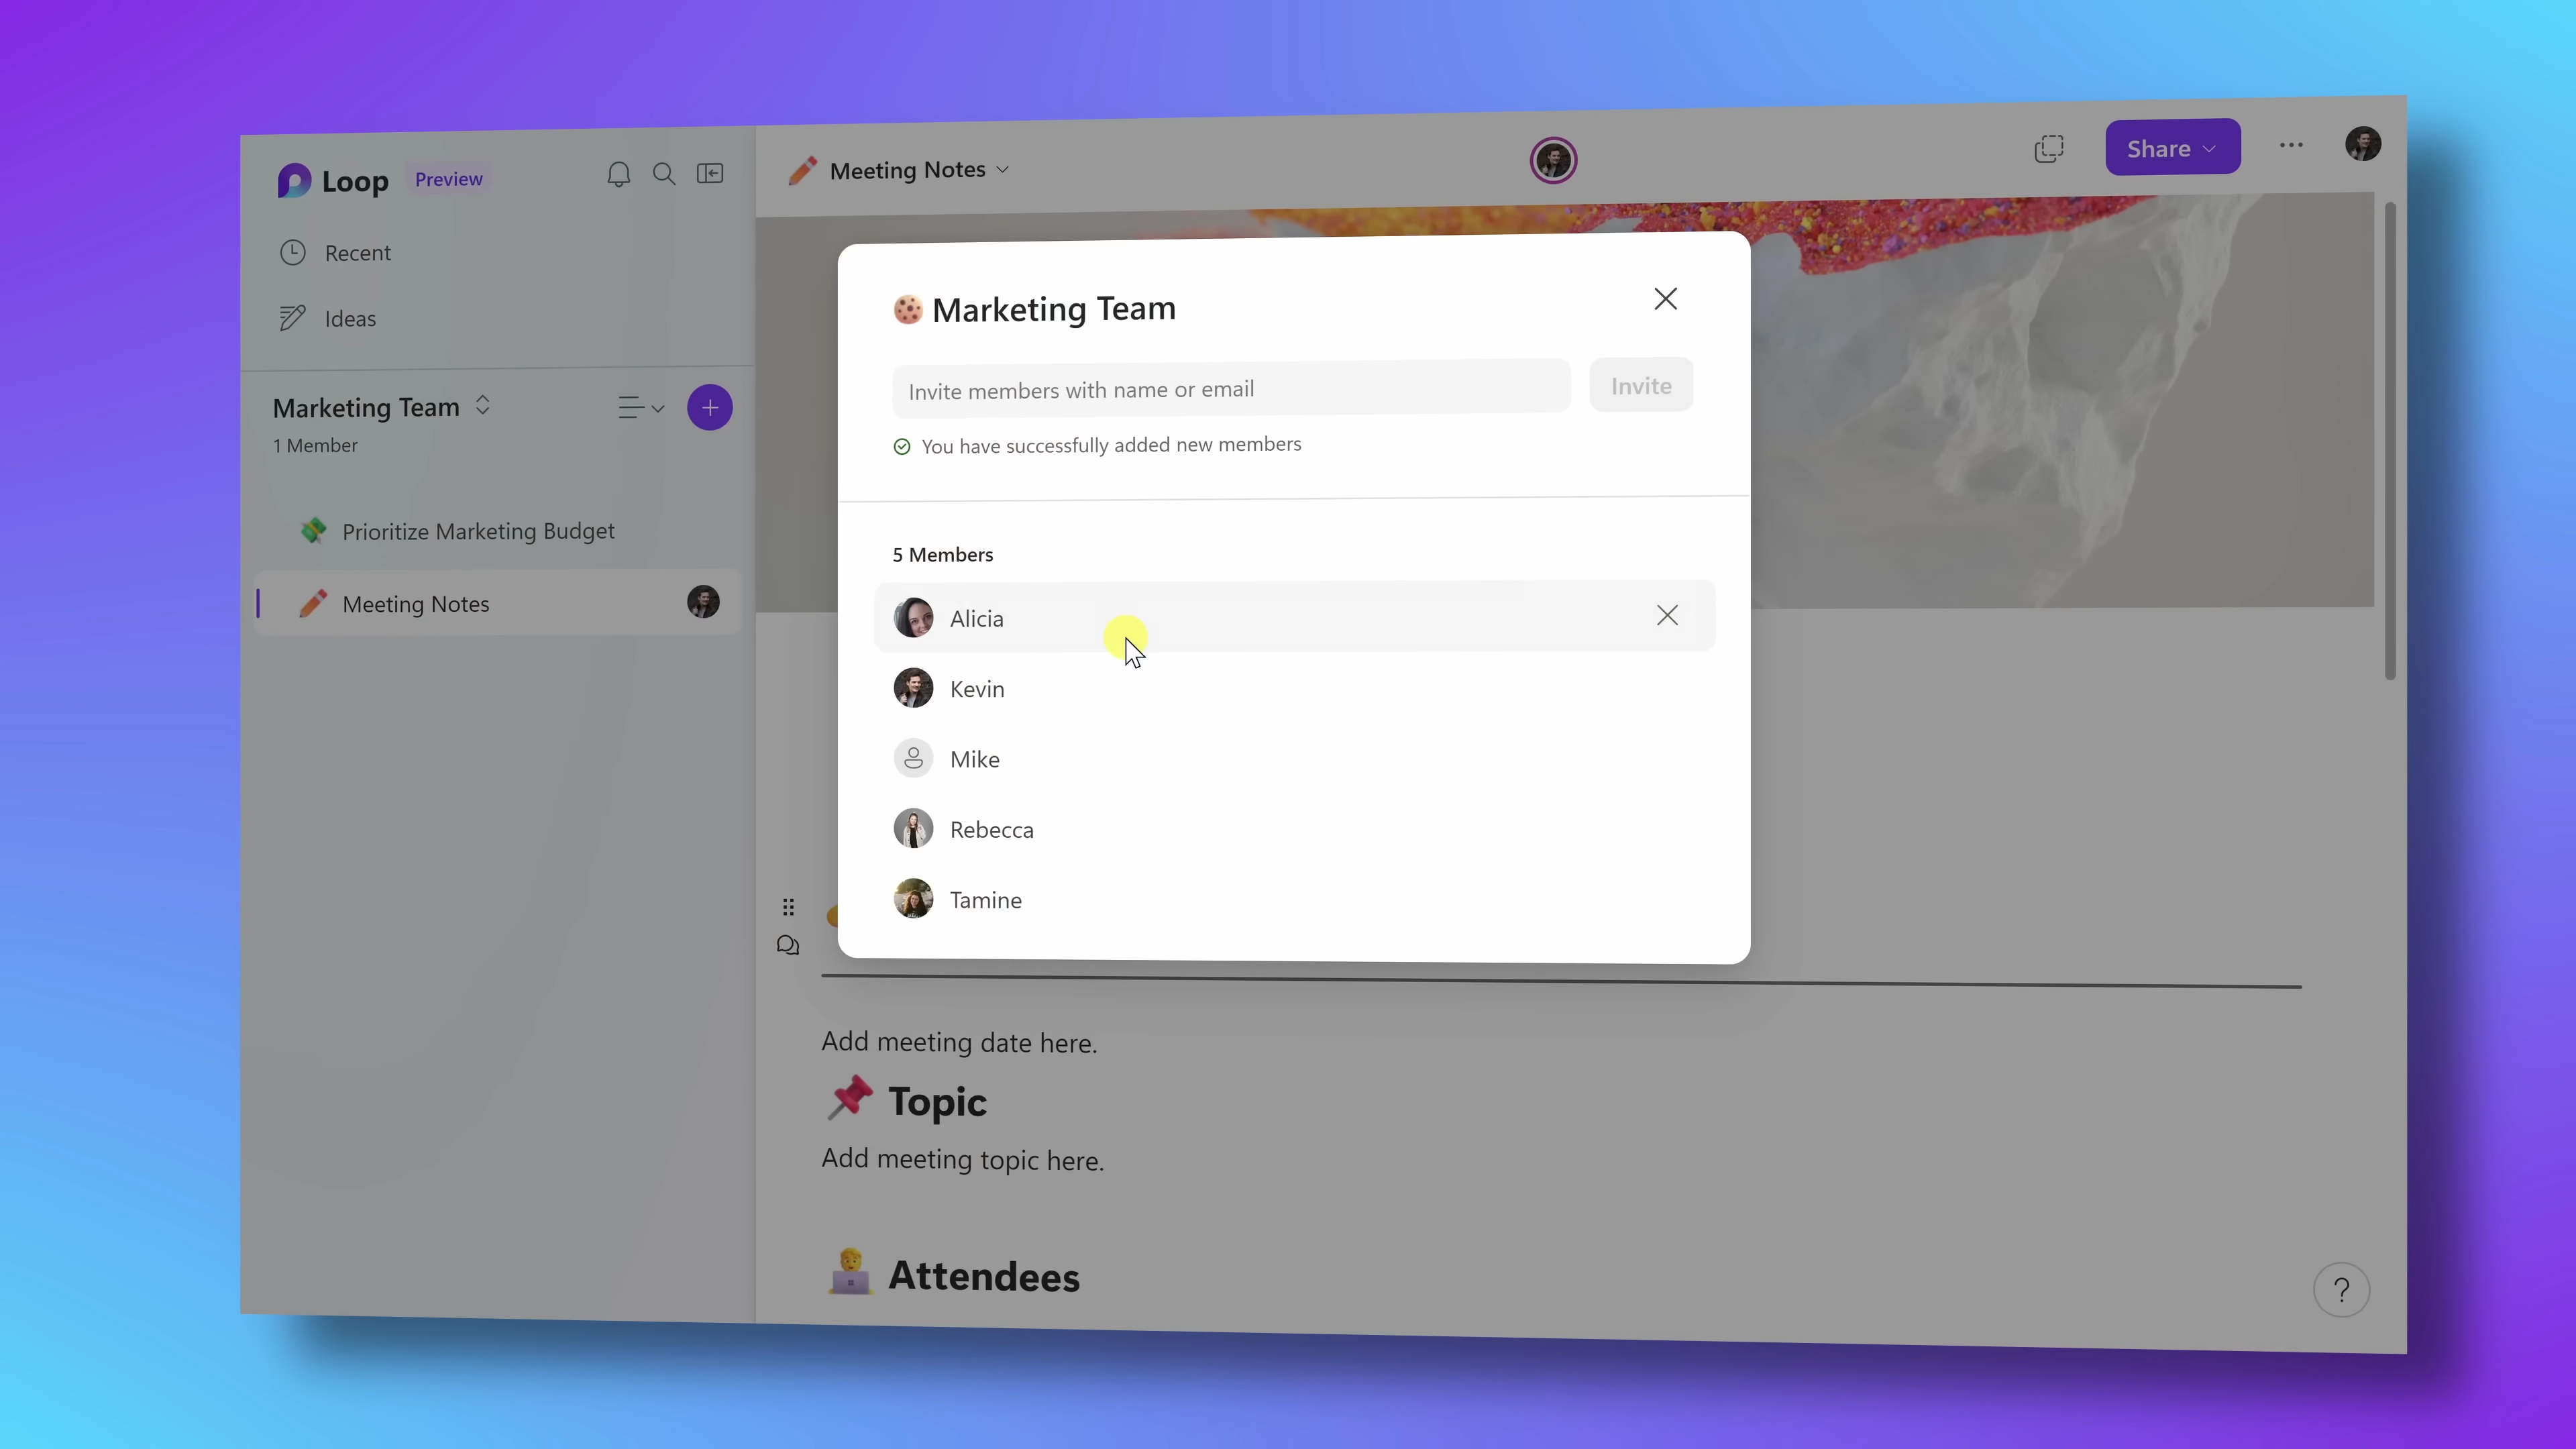 Loop Preview
Recent
Ideas
Marketing Team
1 Member
Prioritize Marketing Budget
Meeting Notes
Meeting Notes
Share
Marketing Team
Invite members with name or email
Invite
You have successfully added new members
5 Members
Alicia
Kevin
Mike
Rebecca
Tamine
Add meeting date here.
Topic
Add meeting topic here.
Attendees
?